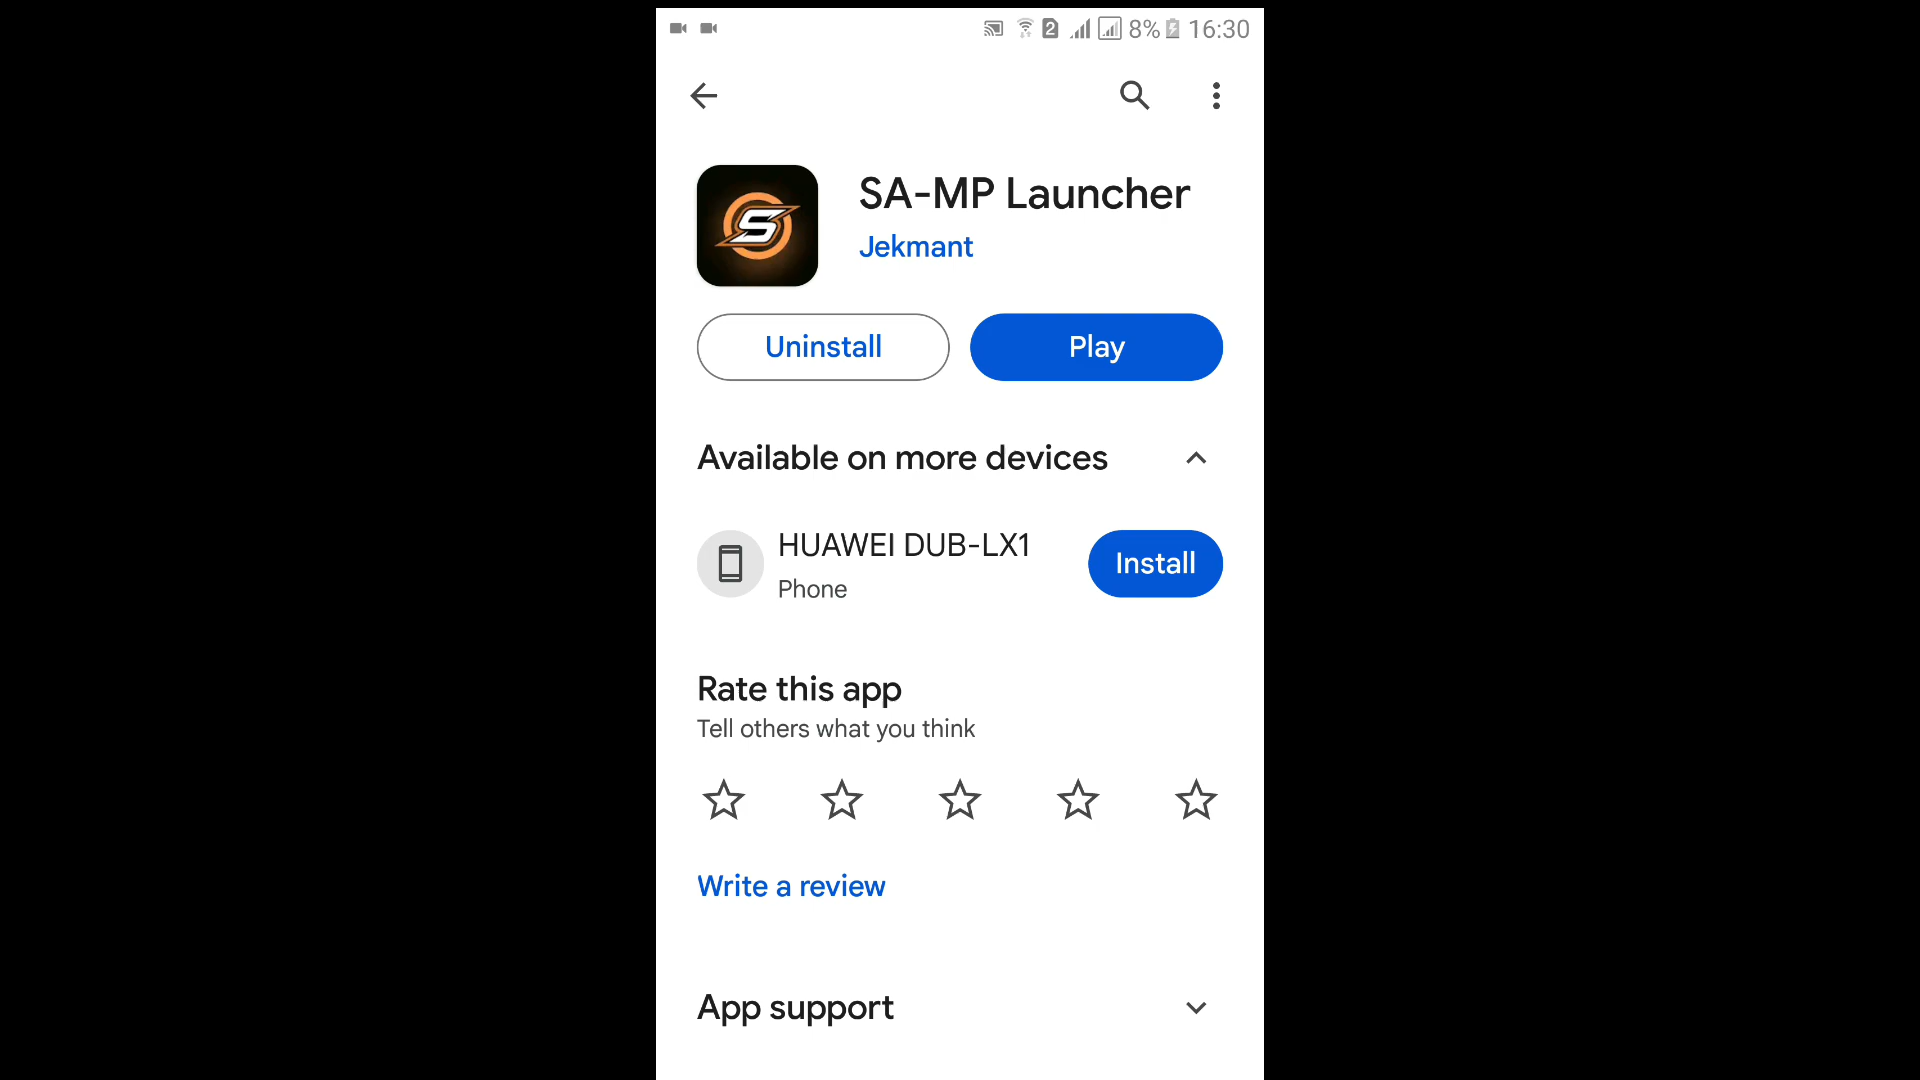 2 8% 16:30
SA-MP Launcher
Jekmant
S
Uninstall Play
Available on more devices
HUAWEI DUB-LX1
Phone
Install
Rate this app
Tell others what you think
Write a review
App support